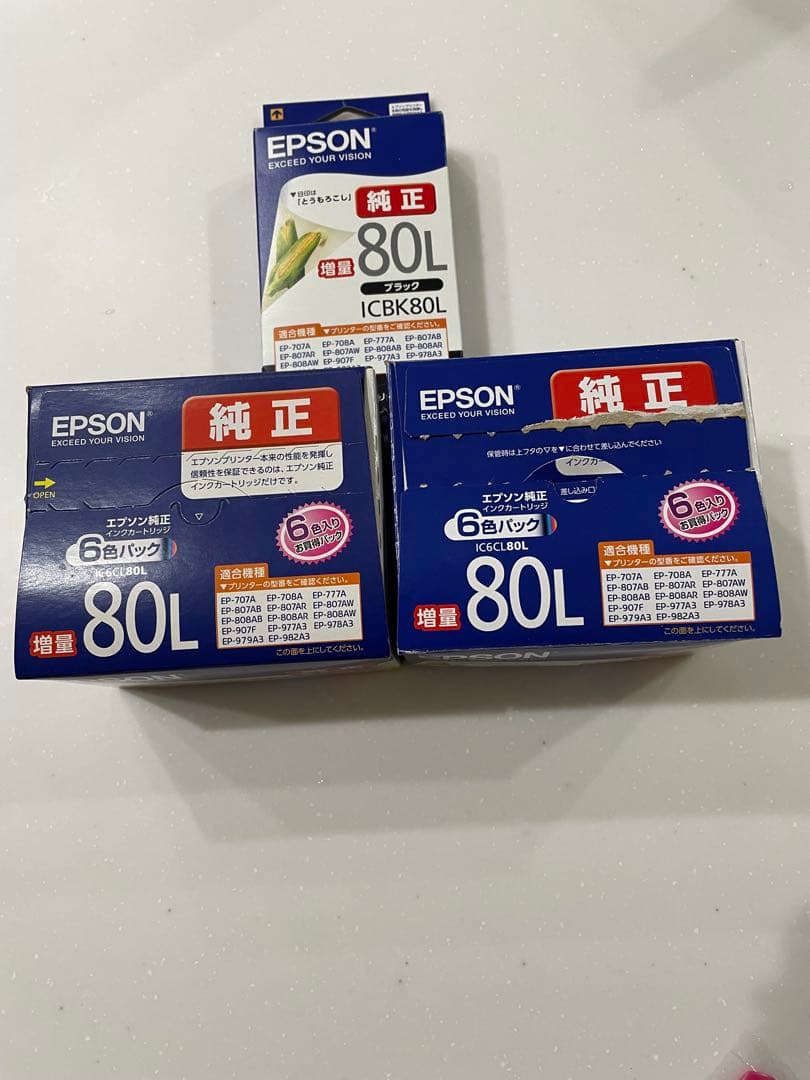 EPSON
EXCEED YOUR VISION
▼目印は
「とうもろこし」
純正
増量 80L
ブラック
ICBK80L
適合機種 ▼プリンターの型番をご確認ください。
EP-707A EP-708A EP-777A EP-807AB
EP-807AR EP-807AW EP-808AB EP-808AR
EP-808AW EP-907F EP-977A3 EP-978A3
EPSON
EXCEED YOUR VISION
純正
エプソンプリンター本来の性能を発揮し
信頼性を保証できるのは、エプソン純正
インクカートリッジだけです。
OPEN
エプソン純正
インクカートリッジ
6色パック
IC6CL80L
増量 80L
6色入り
お買得パック
適合機種
▼プリンターの型番をご確認ください。
EP-707A EP-708A EP-777A
EP-807AB EP-807AR EP-807AW
EP-808AB EP-808AR EP-808AW
EP-907F EP-977A3 EP-978A3
EP-979A3 EP-982A3
この面を上にしてください。
EPSON
EXCEED YOUR VISION
純正
保管時は上フタの▽を▼に合わせて差し込んでください
インクカー
差し込み口
エプソン純正
インクカートリッジ
6色パック
IC6CL80L
増量 80L
6色入り
お買得パック
適合機種
▼プリンターの型番をご確認ください。
EP-707A EP-708A EP-777A
EP-807AB EP-807AR EP-807AW
EP-808AB EP-808AR EP-808AW
EP-907F EP-977A3 EP-978A3
EP-979A3 EP-982A3
この面を上にしてください。
EPSON